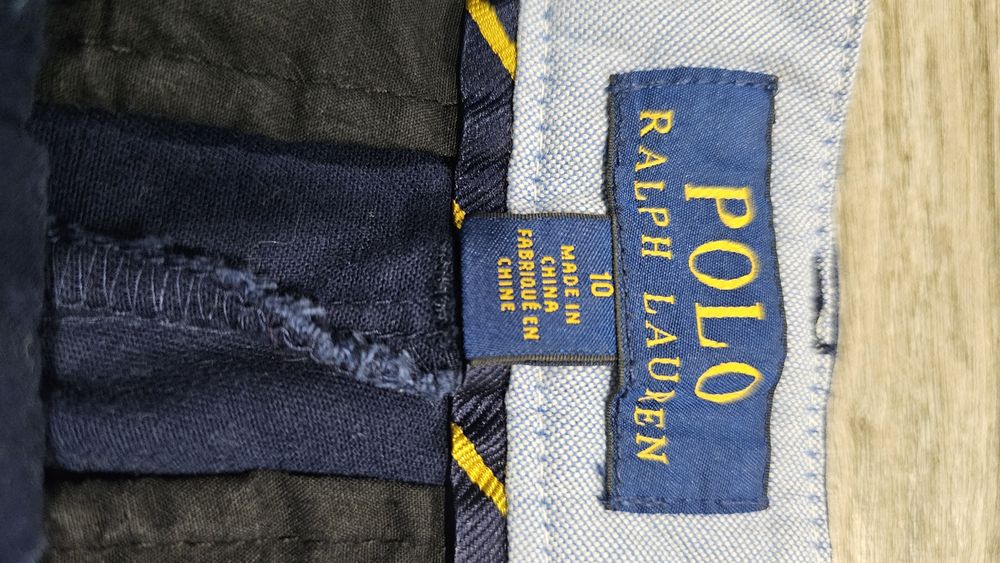 POLO
RALPH LAUREN
10
MADE IN
CHINA
FABRIQUÉ EN
CHINE